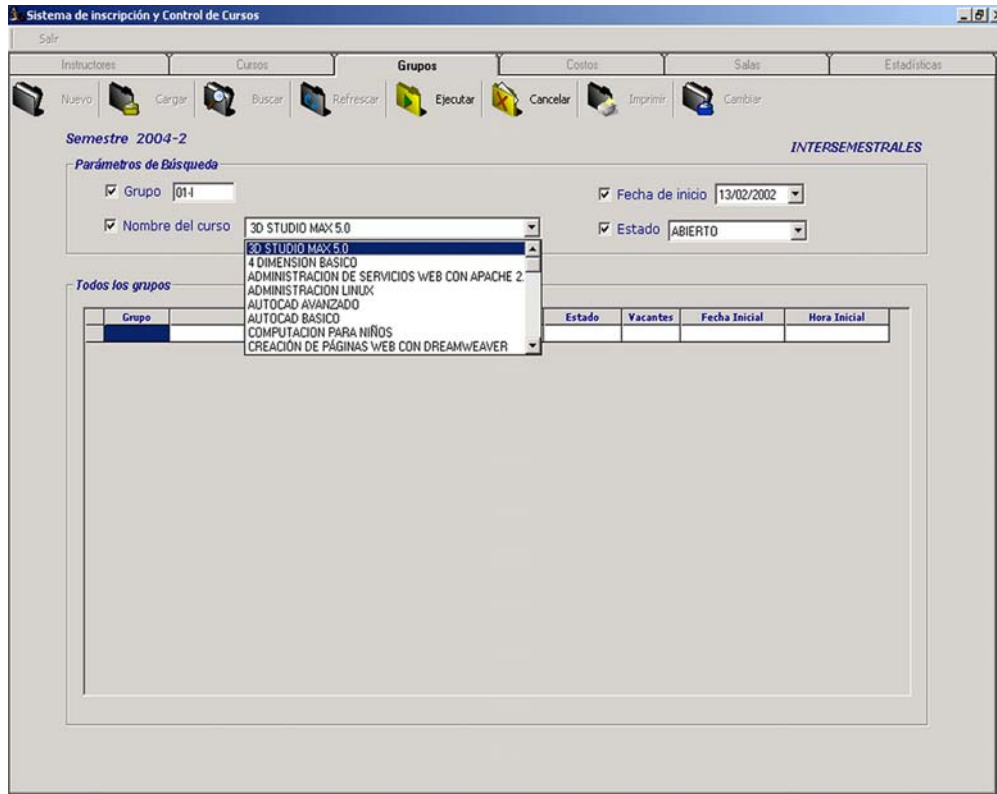 Sistema de inscripción y Control de Cursos
Salir
Instructores Cursos Grupos Costos Salas Estadísticas
Nuevo Cargar Buscar Refrescar Ejecutar Cancelar Imprimir Cambiar
Semestre 2004-2
INTERSEMESTRALES
Parámetros de Búsqueda
Grupo 01-I
Fecha de inicio 13/02/2002
Nombre del curso 3D STUDIO MAX 5.0
Estado ABIERTO
3D STUDIO MAX 5.0
4 DIMENSION BASICO
ADMINISTRACION DE SERVICIOS WEB CON APACHE 2.
ADMINISTRACION LINUX
AUTOCAD AVANZADO
AUTOCAD BASICO
COMPUTACION PARA NIÑOS
CREACIÓN DE PÁGINAS WEB CON DREAMWEAVER
Todos los grupos
Grupo Estado Vacantes Fecha Inicial Hora Inicial